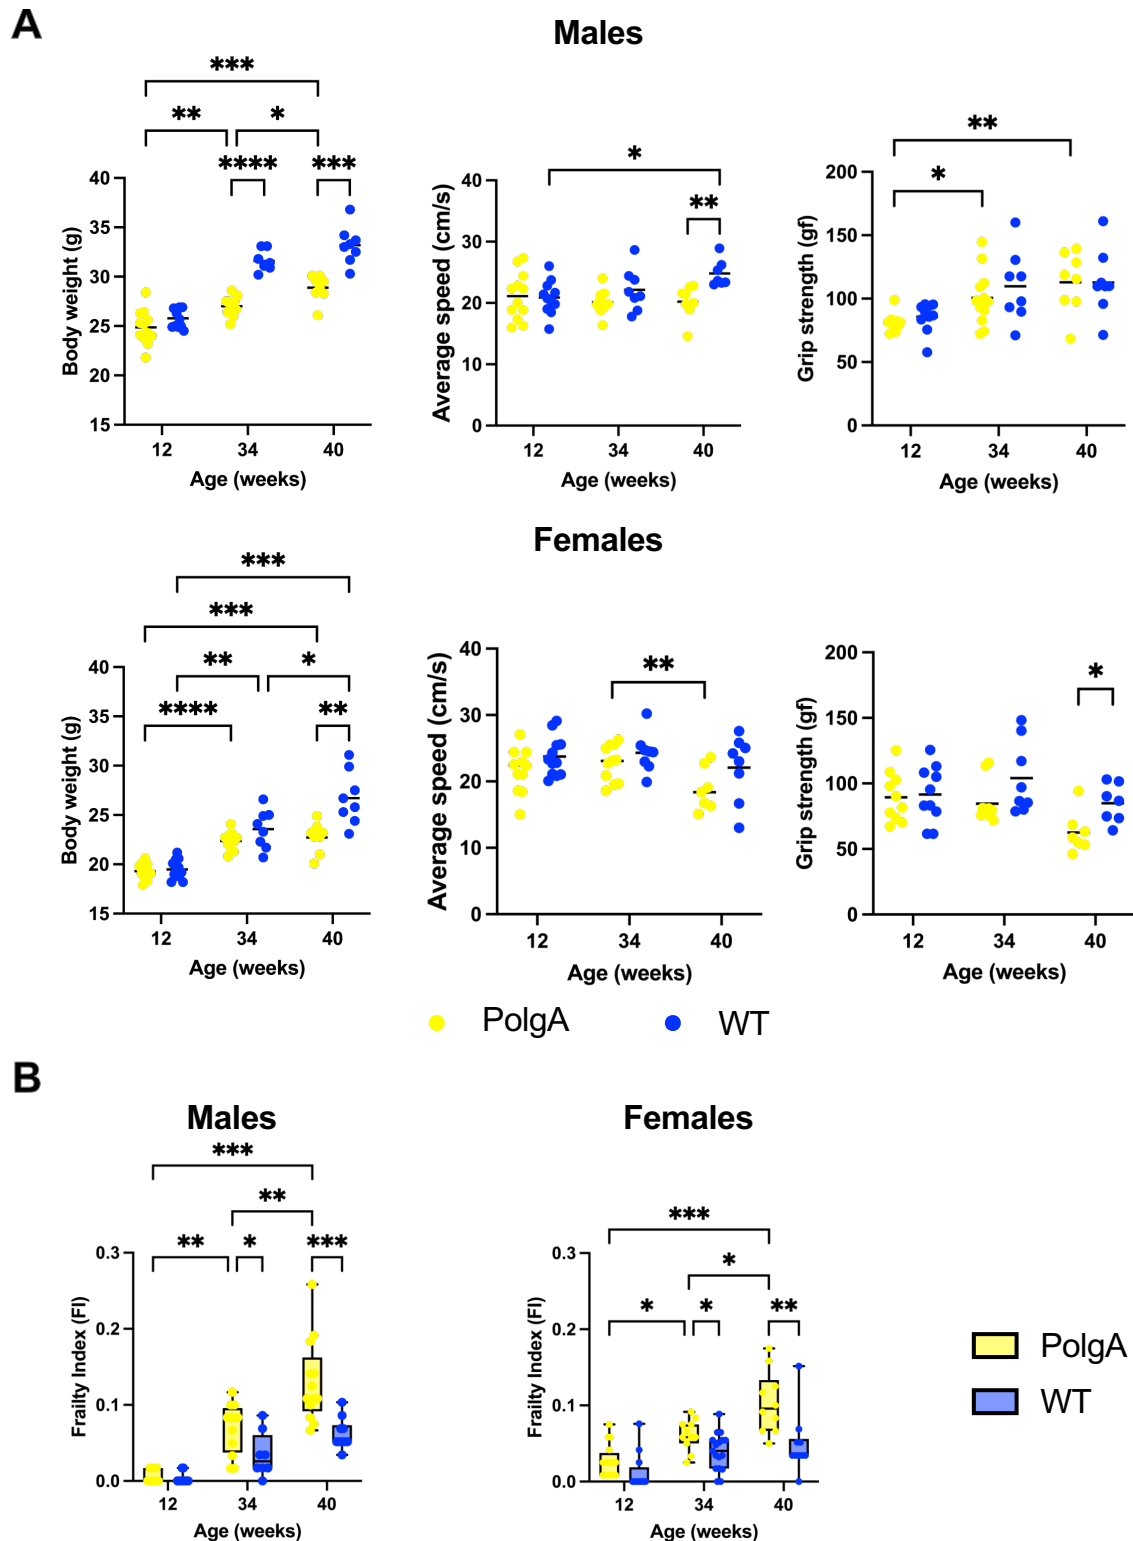 A
Males
***
** *
**** ***
40
35
30
25
20
15
Body weight (g)
12 34 40
Age (weeks)
*
**
40
30
20
10
0
Average speed (cm/s)
12 34 40
Age (weeks)
**
*
200
150
100
50
0
Grip strength (gf)
12 34 40
Age (weeks)
Females
***
***
** *
**** **
40
35
30
25
20
15
Body weight (g)
12 34 40
Age (weeks)
**
40
30
20
10
0
Average speed (cm/s)
12 34 40
Age (weeks)
*
200
150
100
50
0
Grip strength (gf)
12 34 40
Age (weeks)
PolgA WT
B
Males
***
**
** * ***
0.3
0.2
0.1
0.0
Frailty Index (FI)
12 34 40
Age (weeks)
Females
***
*
* * **
0.3
0.2
0.1
0.0
Frailty Index (FI)
12 34 40
Age (weeks)
PolgA
WT